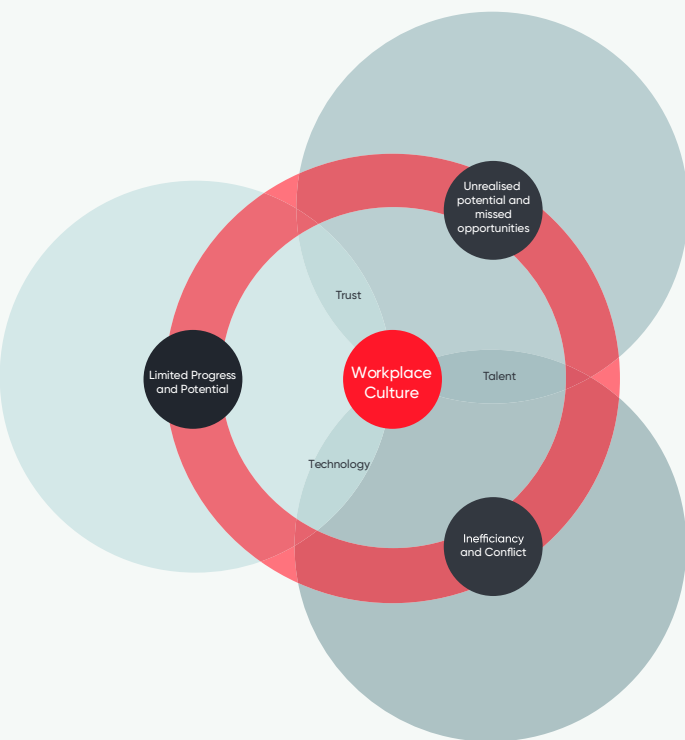 Unrealised
potential and
missed
opportunities
Trust
Limited Progress
and Potential
Workplace
Culture
Talent
Technology
Inefficiancy
and Conflict